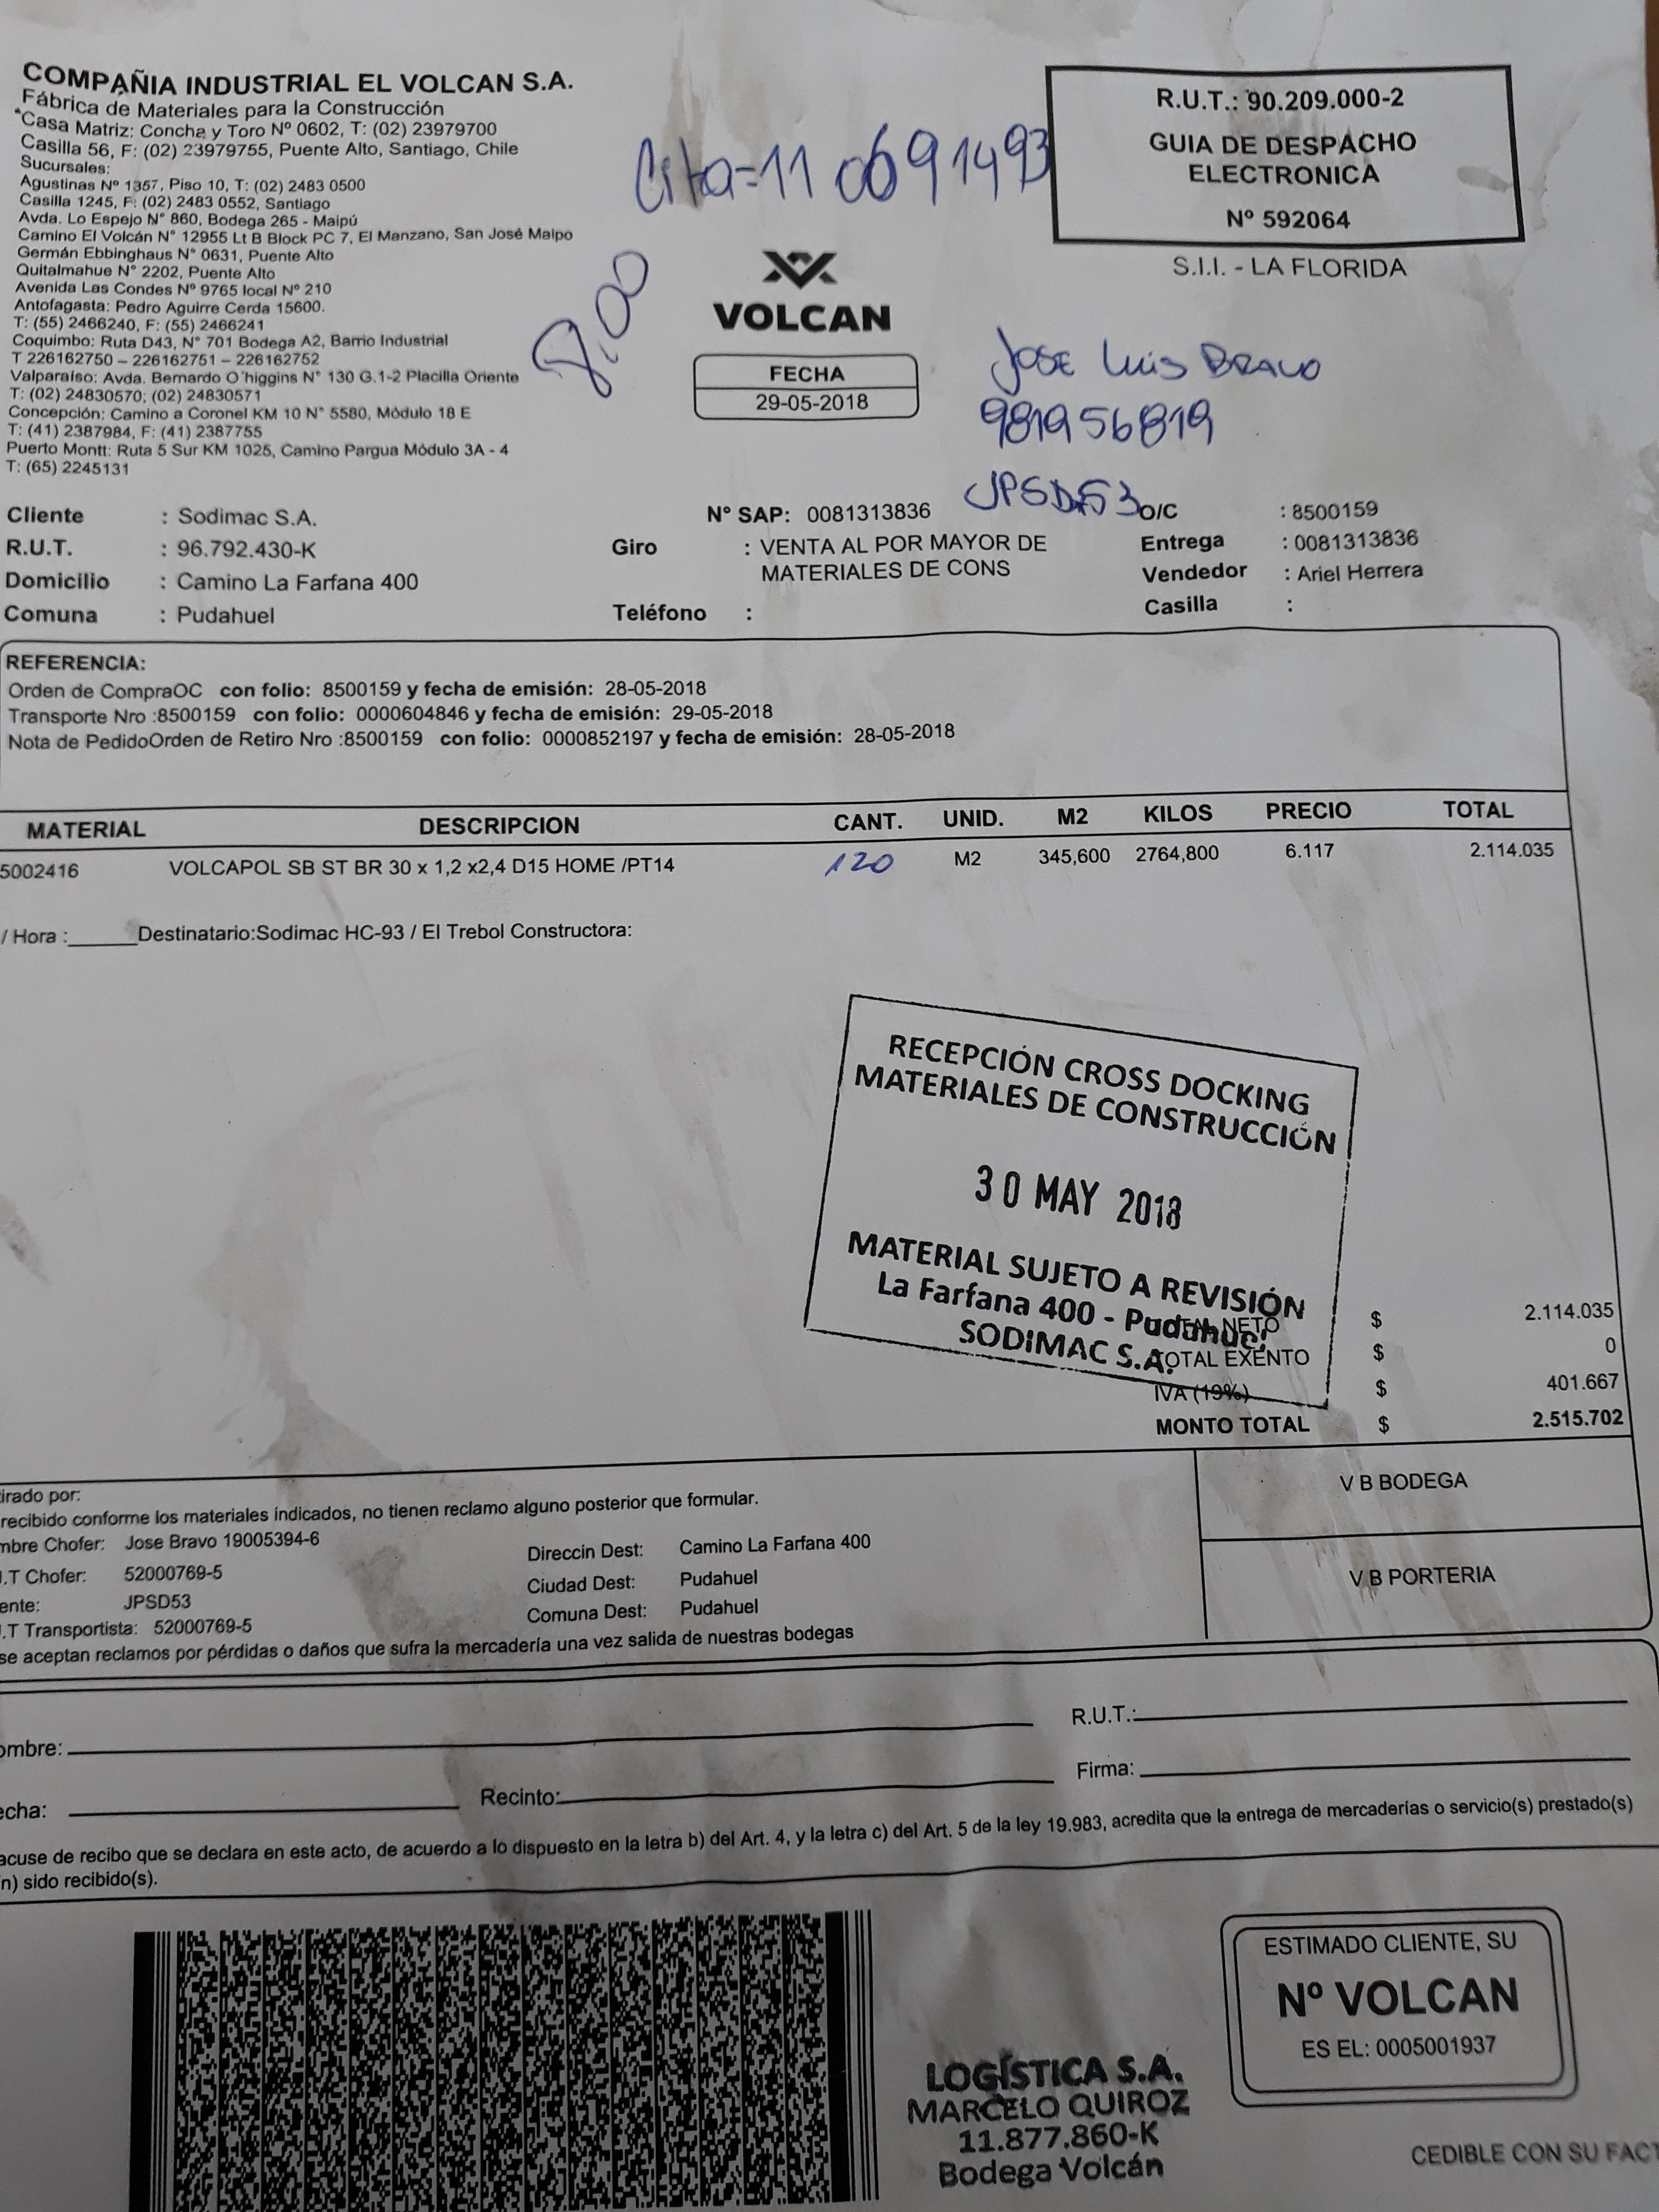 COMPAÑIA INDUSTRIAL EL VOLCAN S.A.
Fábrica de Materiales para la Construcción
Casa Matriz: Concha y Toro Nº 0602, T: (02) 23979700
Casilla 56, F: (02) 23979755, Puente Alto, Santiago, Chile
Sucursales:
Agustinas Nº 1357, Piso 10, T: (02) 2483 0500
Casilla 1245, F: (02) 2483 0552, Santiago
Avda. Lo Espejo N° 860, Bodega 265 - Maipú
Camino El Volcán N° 12955 Lt B Block PC 7, El Manzano, San José Maipo
Germán Ebbinghaus N° 0631, Puente Alto
Quitalmahue N° 2202, Puente Alto
Avenida Las Condes N° 9765 local N° 210
Antofagasta: Pedro Aguirre Cerda 15600.
T: (55) 2466240, F: (55) 2466241
Coquimbo: Ruta D43, N° 701 Bodega A2, Barrio Industrial
T 226162750 – 226162751 – 226162752
Valparaíso: Avda. Bernardo O´higgins N° 130 G.1-2 Placilla Oriente
T: (02) 24830570; (02) 24830571
Concepción: Camino a Coronel KM 10 N° 5580, Módulo 18 E
T: (41) 2387984, F: (41) 2387755
Puerto Montt: Ruta 5 Sur KM 1025, Camino Pargua Módulo 3A - 4
T: (65) 2245131
Cita=11 00691493
8,00
VOLCAN
FECHA
29-05-2018
R.U.T.: 90.209.000-2
GUIA DE DESPACHO
ELECTRONICA
Nº 592064
S.I.I. - LA FLORIDA
JOSE LUIS BRAVO
981956819
JPSD53
Cliente : Sodimac S.A.
R.U.T. : 96.792.430-K
Domicilio : Camino La Farfana 400
Comuna : Pudahuel
N° SAP: 0081313836
Giro : VENTA AL POR MAYOR DE
MATERIALES DE CONS
Teléfono :
O/C : 8500159
Entrega : 0081313836
Vendedor : Ariel Herrera
Casilla :
REFERENCIA:
Orden de CompraOC con folio: 8500159 y fecha de emisión: 28-05-2018
Transporte Nro :8500159 con folio: 0000604846 y fecha de emisión: 29-05-2018
Nota de PedidoOrden de Retiro Nro :8500159 con folio: 0000852197 y fecha de emisión: 28-05-2018
MATERIAL DESCRIPCION CANT. UNID. M2 KILOS PRECIO TOTAL
5002416 VOLCAPOL SB ST BR 30 x 1,2 x2,4 D15 HOME /PT14 120 M2 345,600 2764,800 6.117 2.114.035
/ Hora :______Destinatario:Sodimac HC-93 / El Trebol Constructora:
RECEPCIÓN CROSS DOCKING
MATERIALES DE CONSTRUCCIÓN
30 MAY 2018
MATERIAL SUJETO A REVISIÓN
La Farfana 400 - Pudahuel
SODIMAC S.A.
NETO $ 2.114.035
TOTAL EXENTO $ 0
IVA (19%) $ 401.667
MONTO TOTAL $ 2.515.702
irado por:
recibido conforme los materiales indicados, no tienen reclamo alguno posterior que formular.
mbre Chofer: Jose Bravo 19005394-6
.T Chofer: 52000769-5
ente: JPSD53
.T Transportista: 52000769-5
Direccin Dest: Camino La Farfana 400
Ciudad Dest: Pudahuel
Comuna Dest: Pudahuel
se aceptan reclamos por pérdidas o daños que sufra la mercadería una vez salida de nuestras bodegas
V B BODEGA
V B PORTERIA
ombre:
R.U.T.:
echa:
Recinto:
Firma:
acuse de recibo que se declara en este acto, de acuerdo a lo dispuesto en la letra b) del Art. 4, y la letra c) del Art. 5 de la ley 19.983, acredita que la entrega de mercaderías o servicio(s) prestado(s)
n) sido recibido(s).
ESTIMADO CLIENTE, SU
Nº VOLCAN
ES EL: 0005001937
LOGÍSTICA S.A.
MARCELO QUIROZ
11.877.860-K
Bodega Volcán
CEDIBLE CON SU FACT